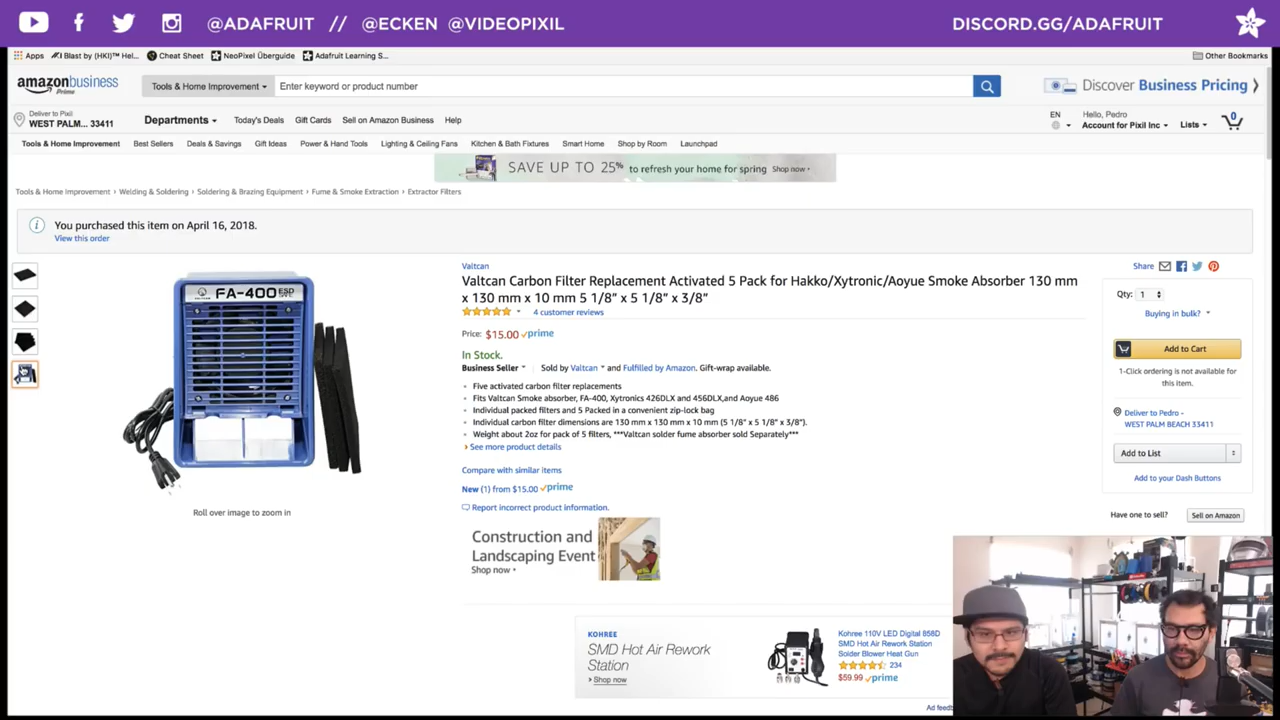 @ADAFRUIT // @ECKEN @VIDEOPIXIL
DISCORD.GG/ADAFRUIT
Apps
Blast by (HKI)™ Hel...
Cheat Sheet
NeoPixel Überguide
Adafruit Learning S...
Other Bookmarks
amazonbusiness
Prime
Tools & Home Improvement
Enter keyword or product number
Discover Business Pricing
Deliver to Pixil
WEST PALM... 33411
Departments
Today's Deals
Gift Cards
Sell on Amazon Business
Help
EN
Hello, Pedro
Account for Pixil Inc
Lists
0
Tools & Home Improvement
Best Sellers
Deals & Savings
Gift Ideas
Power & Hand Tools
Lighting & Ceiling Fans
Kitchen & Bath Fixtures
Smart Home
Shop by Room
Launchpad
SAVE UP TO 25% to refresh your home for spring Shop now ›
Tools & Home Improvement › Welding & Soldering › Soldering & Brazing Equipment › Fume & Smoke Extraction › Extractor Filters
You purchased this item on April 16, 2018.
View this order
FA-400 ESD
Roll over image to zoom in
Valtcan
Valtcan Carbon Filter Replacement Activated 5 Pack for Hakko/Xytronic/Aoyue Smoke Absorber 130 mm
x 130 mm x 10 mm 5 1/8” x 5 1/8” x 3/8”
4 customer reviews
Price: $15.00 prime
In Stock.
Business Seller | Sold by Valtcan and Fulfilled by Amazon. Gift-wrap available.
• Five activated carbon filter replacements
• Fits Valtcan Smoke absorber, FA-400, Xytronics 426DLX and 456DLX,and Aoyue 486
• Individual packed filters and 5 Packed in a convenient zip-lock bag
• Individual carbon filter dimensions are 130 mm x 130 mm x 10 mm (5 1/8" x 5 1/8" x 3/8").
• Weight about 2oz for pack of 5 filters, ***Valtcan solder fume absorber sold Separately***
› See more product details
Compare with similar items
New (1) from $15.00 prime
Report incorrect product information.
Construction and
Landscaping Event
Shop now ›
Share
Qty: 1
Buying in bulk?
Add to Cart
1-Click ordering is not available for
this item.
Deliver to Pedro -
WEST PALM BEACH 33411
Add to List
Add to your Dash Buttons
Have one to sell?
Sell on Amazon
KOHREE
SMD Hot Air Rework
Station
› Shop now
Kohree 110V LED Digital 858D
SMD Hot Air Rework Station
Solder Blower Heat Gun
234
$59.99 prime
Ad feedb